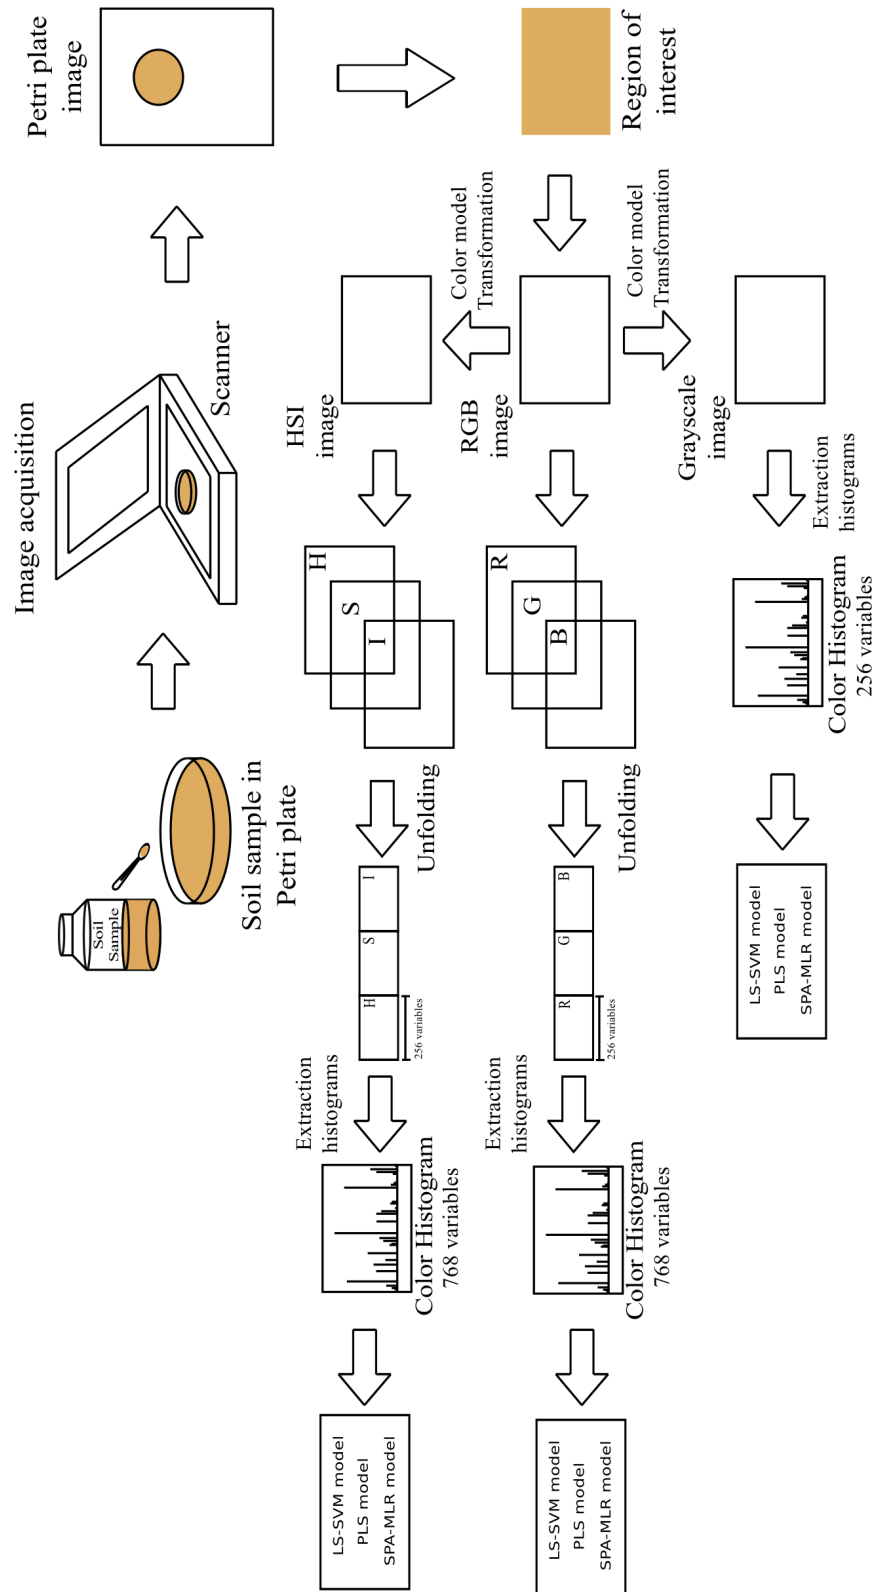 Soil
Sample
Soil sample in
Petri plate
Image acquisition
Scanner
Petri plate
image
Region of
interest
Color model
Transformation
Color model
Transformation
HSI
image
RGB
image
Grayscale
image
H
S
I
R
G
B
Unfolding
Unfolding
H
S
I
256 variables
R
G
B
256 variables
Extraction
histograms
Extraction
histograms
Extraction
histograms
Color Histogram
768 variables
Color Histogram
768 variables
Color Histogram
256 variables
LS-SVM model
PLS model
SPA-MLR model
LS-SVM model
PLS model
SPA-MLR model
LS-SVM model
PLS model
SPA-MLR model